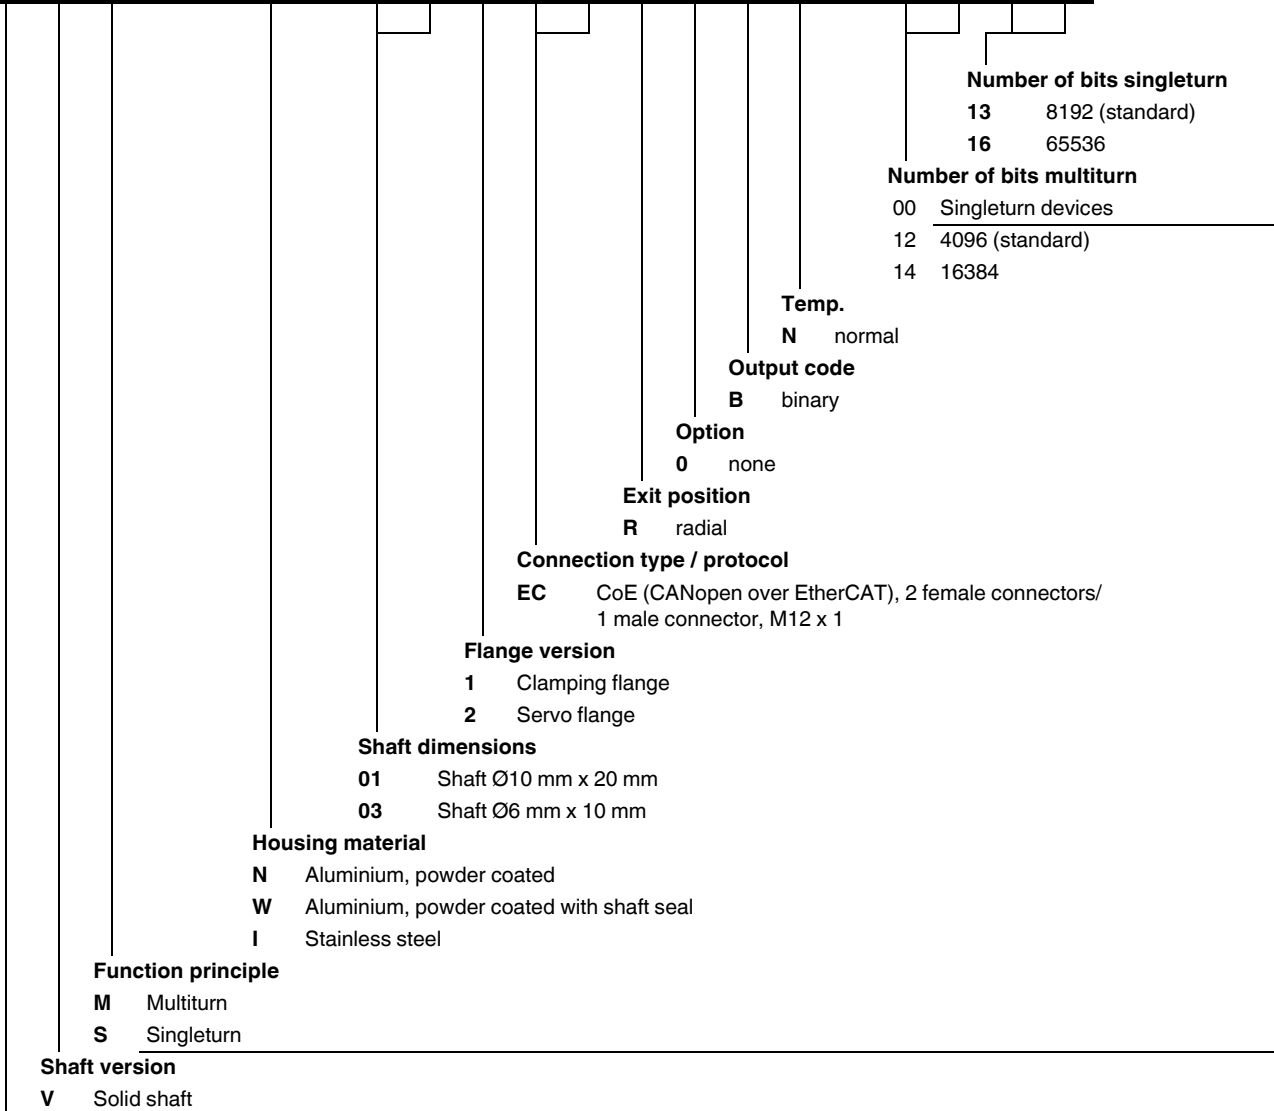 Number of bits singleturn
13 8192 (standard)
16 65536
Number of bits multiturn
00 Singleturn devices
12 4096 (standard)
14 16384
Temp.
N normal
Output code
B binary
Option
0 none
Exit position
R radial
Connection type / protocol
EC CoE (CANopen over EtherCAT), 2 female connectors/
1 male connector, M12 x 1
Flange version
1 Clamping flange
2 Servo flange
Shaft dimensions
01 Shaft Ø10 mm x 20 mm
03 Shaft Ø6 mm x 10 mm
Housing material
N Aluminium, powder coated
W Aluminium, powder coated with shaft seal
I Stainless steel
Function principle
M Multiturn
S Singleturn
Shaft version
V Solid shaft